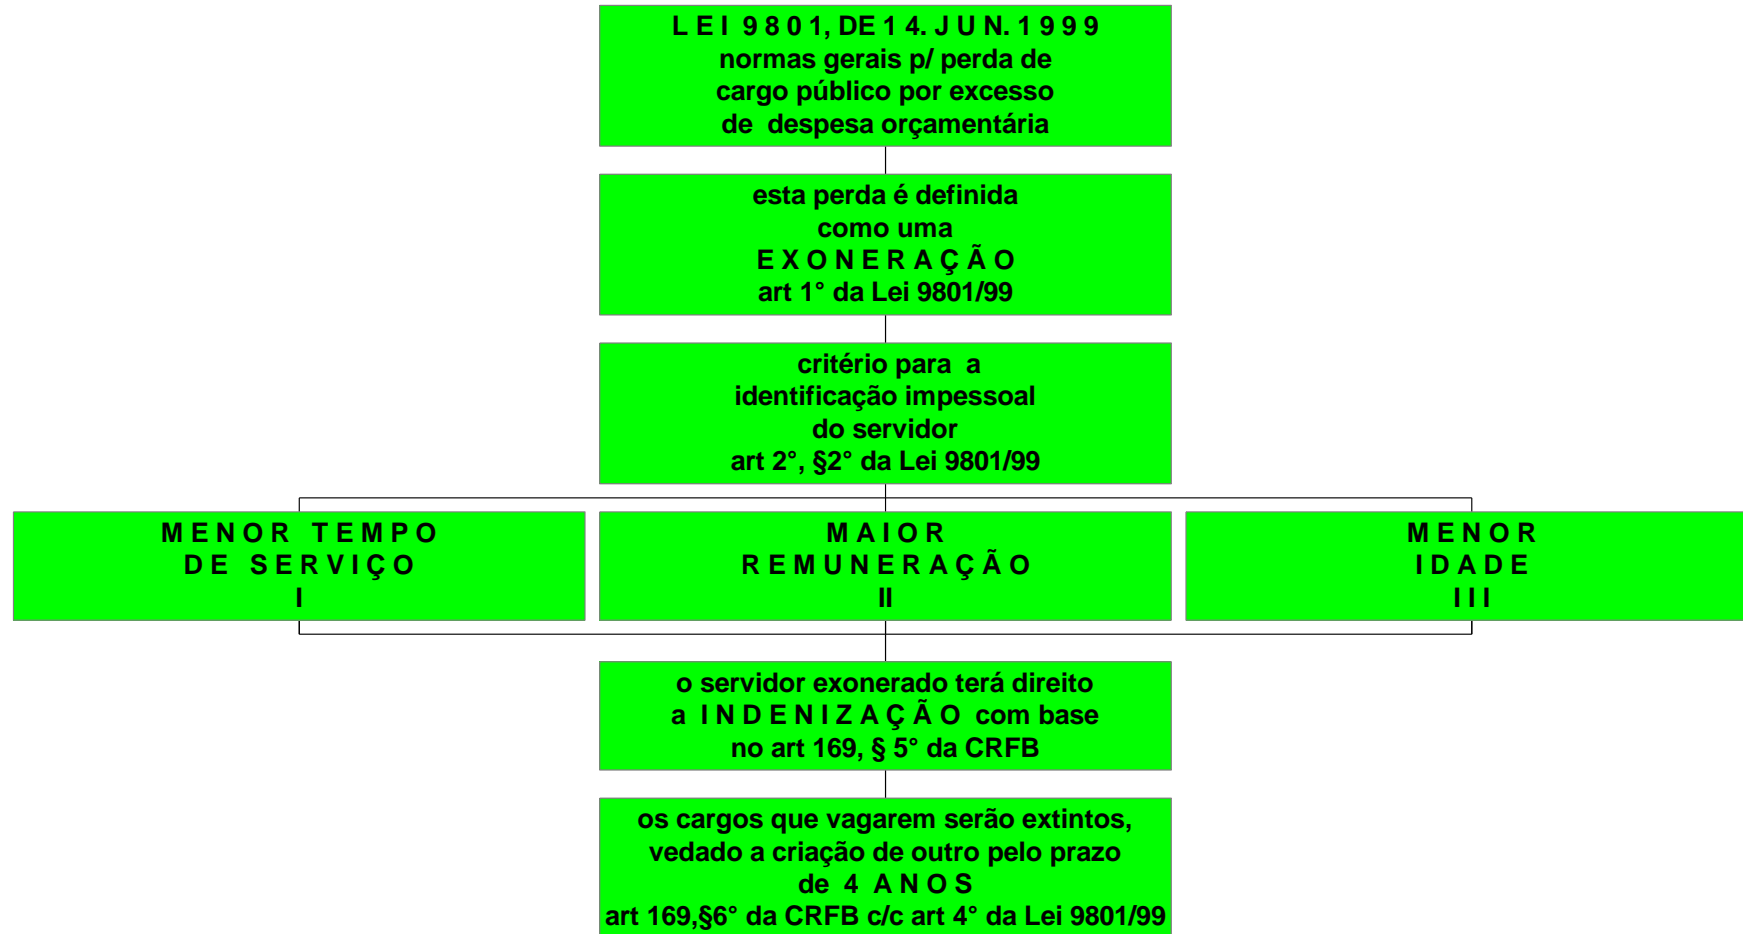 L E I 9 8 0 1, DE 1 4. J U N. 1 9 9 9
normas gerais p/ perda de
cargo público por excesso
de despesa orçamentária
esta perda é definida
como uma
E X O N E R A Ç Ã O
art 1° da Lei 9801/99
critério para a
identificação impessoal
do servidor
art 2°, §2° da Lei 9801/99
M E N O R T E M P O
D E S E R V I Ç O
I
M A I O R
R E M U N E R A Ç Ã O
II
M E N O R
I D A D E
I I I
o servidor exonerado terá direito
a I N D E N I Z A Ç Ã O com base
no art 169, § 5° da CRFB
os cargos que vagarem serão extintos,
vedado a criação de outro pelo prazo
de 4 A N O S
art 169,§6° da CRFB c/c art 4° da Lei 9801/99